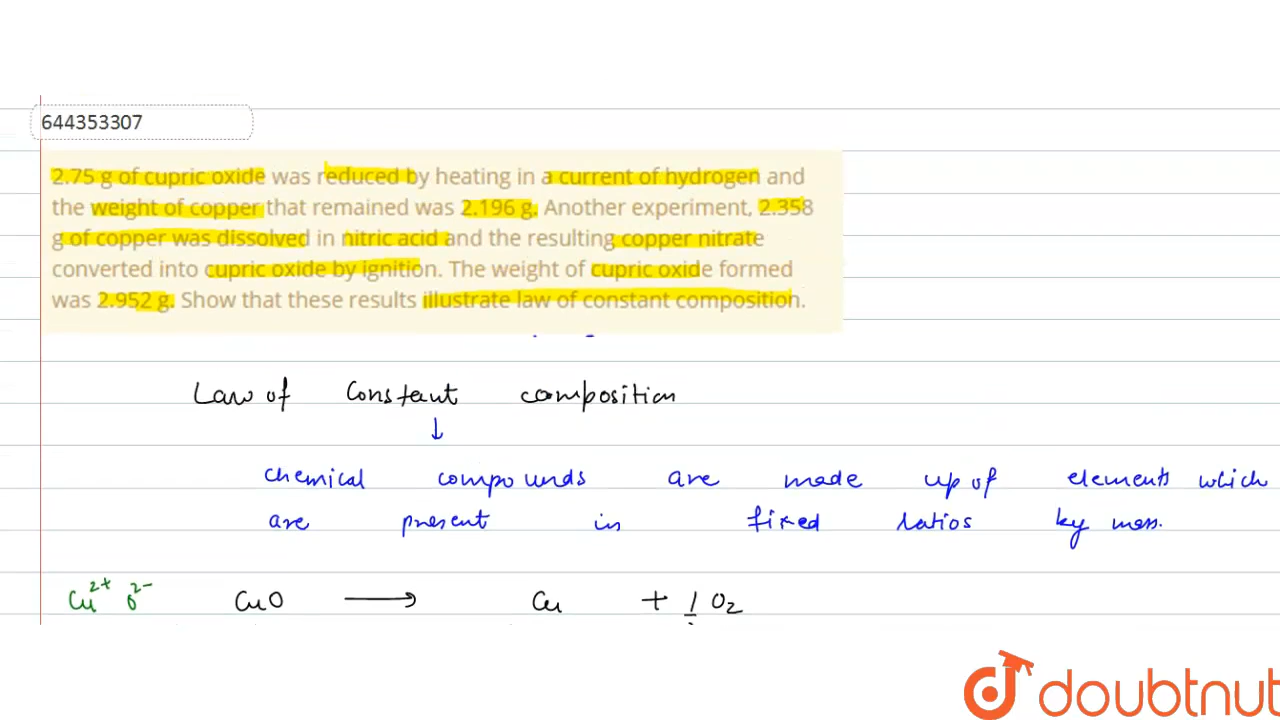 644353307
2.75 g of cupric oxide was reduced by heating in a current of hydrogen and
the weight of copper that remained was 2.196 g. Another experiment, 2.358
g of copper was dissolved in nitric acid and the resulting copper nitrate
converted into cupric oxide by ignition. The weight of cupric oxide formed
was 2.952 g. Show that these results illustrate law of constant composition.
Law of Constant composition
↓
chemical compounds are made up of elements which
are present in fixed ratios by mass.
Cu²⁺ O²⁻ CuO ⟶ Cu + 1 O₂
doubtnut